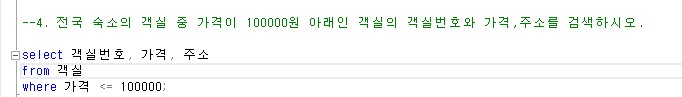 --4. 전국 숙소의 객실 중 가격이 100000원 아래인 객실의 객실번호와 가격,주소를 검색하시오.
select 객실번호, 가격, 주소
from 객실
where 가격 <= 100000;